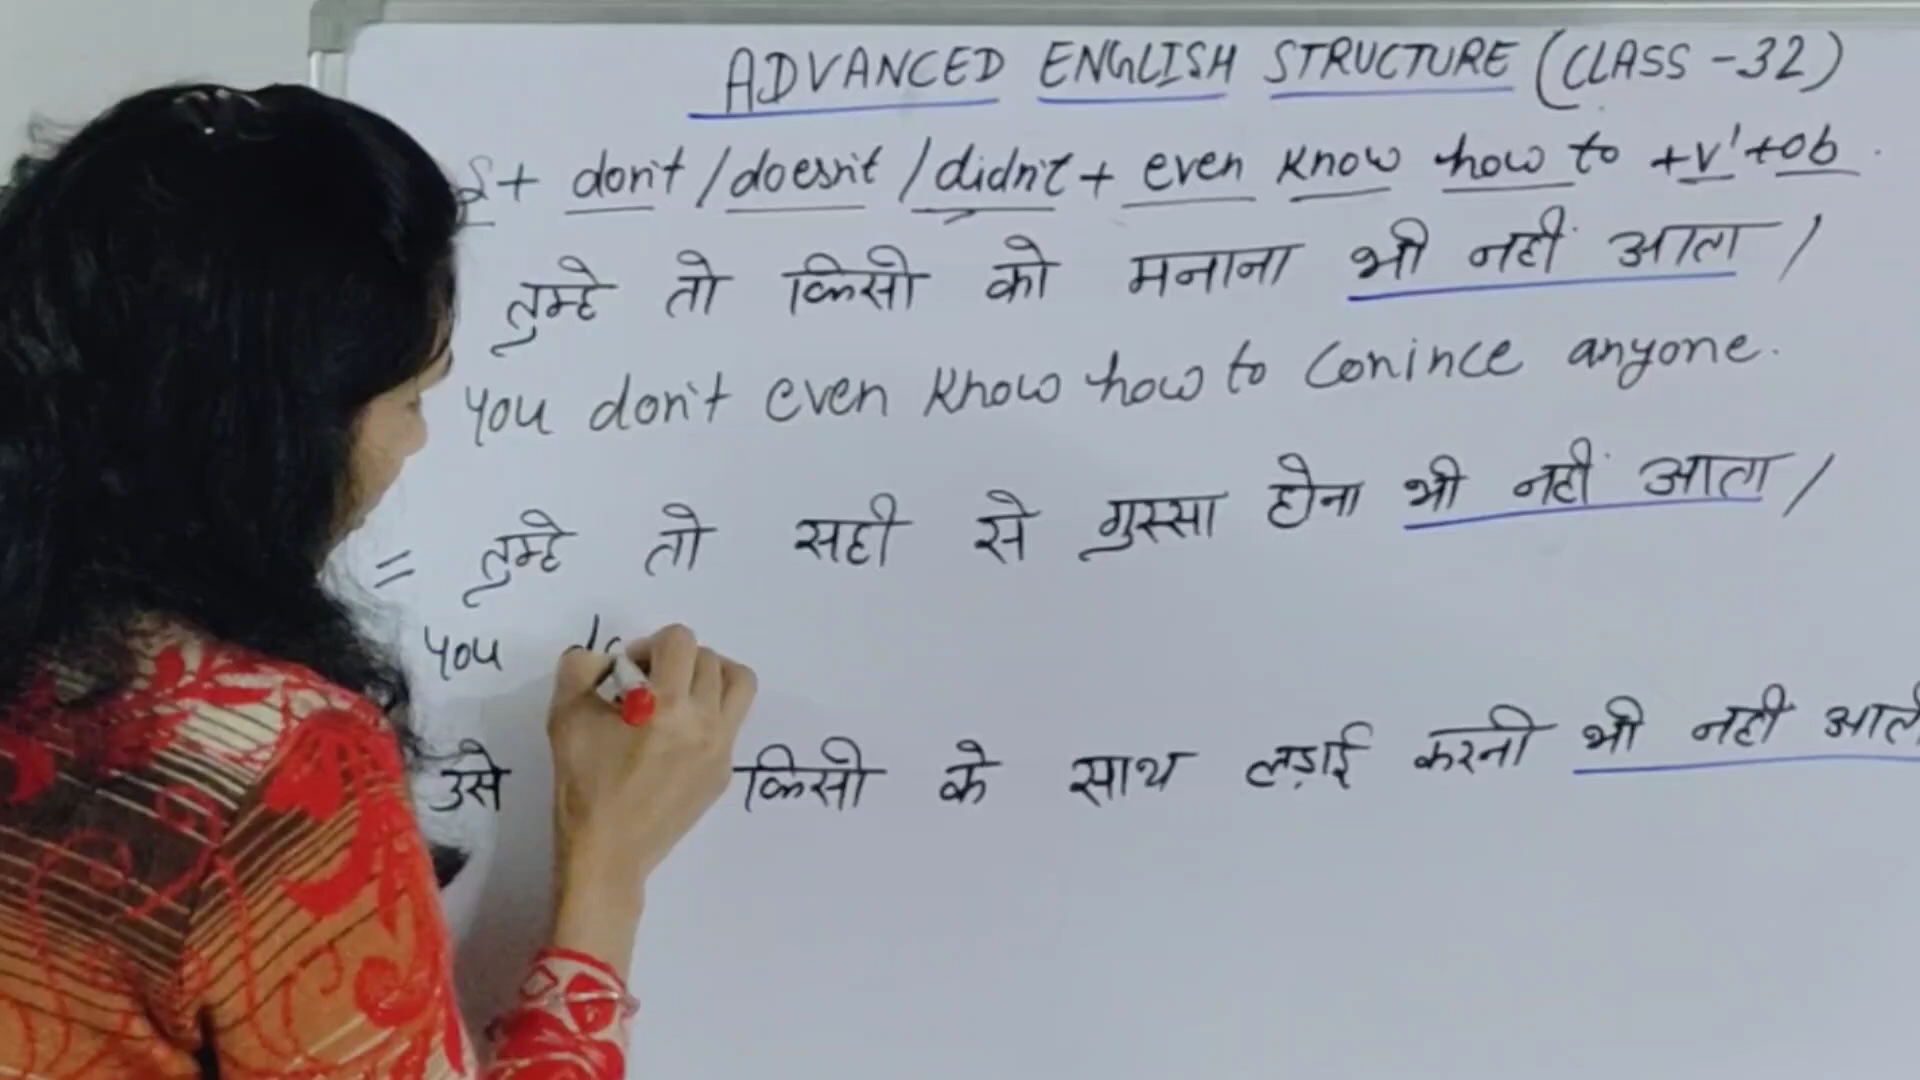 ADVANCED ENGLISH STRUCTURE (CLASS -32)
S + don't / doesn't / didn't + even know how to + v' + ob.
तुम्हे तो किसी को मनाना भी नहीं आता /
you don't even know how to Conince anyone.
= तुम्हे तो सही से गुस्सा होना भी नहीं आता /
you do
उसे किसी के साथ लड़ाई करनी भी नहीं